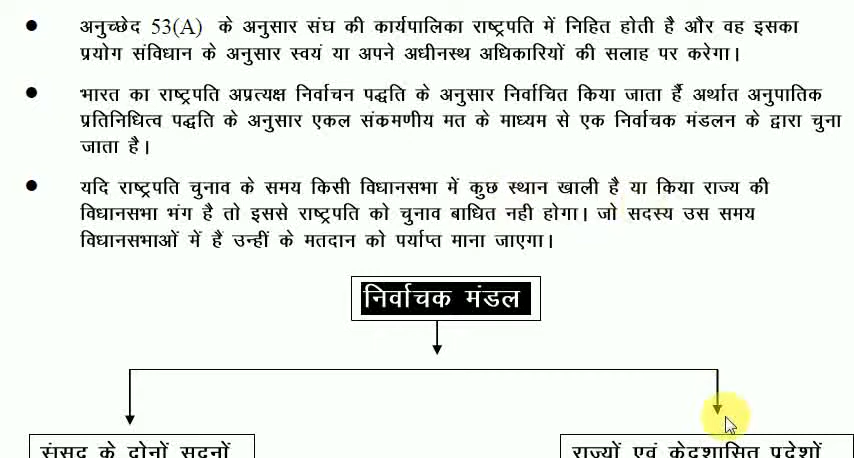 अनुच्छेद 53(A) के अनुसार संघ की कार्यपालिका राष्ट्रपति में निहित होती है और वह इसका
प्रयोग संविधान के अनुसार स्वयं या अपने अधीनस्थ अधिकारियों की सलाह पर करेगा।
भारत का राष्ट्रपति अप्रत्यक्ष निर्वाचन पद्धति के अनुसार निर्वाचित किया जाता हैं अर्थात अनुपातिक
प्रतिनिधित्व पद्धति के अनुसार एकल संकमणीय मत के माध्यम से एक निर्वाचक मंडलन के द्वारा चुना
जाता है।
यदि राष्ट्रपति चुनाव के समय किसी विधानसभा में कुछ स्थान खाली है या किया राज्य की
विधानसभा भंग है तो इससे राष्ट्रपति को चुनाव बाधित नही होगा। जो सदस्य उस समय
विधानसभाओं में हैं उन्हीं के मतदान को पर्याप्त माना जाएगा।
निर्वाचक मंडल
संसद के दोनों सदनों
राज्यों एवं केंदशासित प्रदेशों